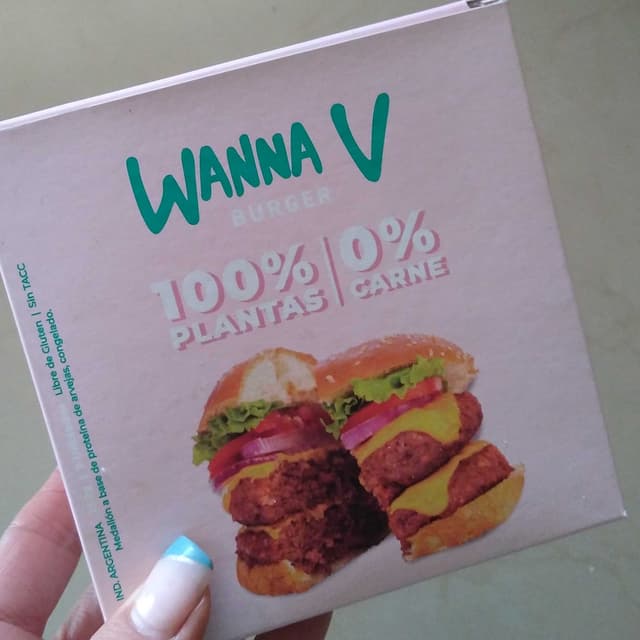 WANNA V
BURGER
100% PLANTAS
0% CARNE
Libre de Gluten | Sin TACC
Medallón a base de proteína de arvejas, congelado.
IND. ARGENTINA